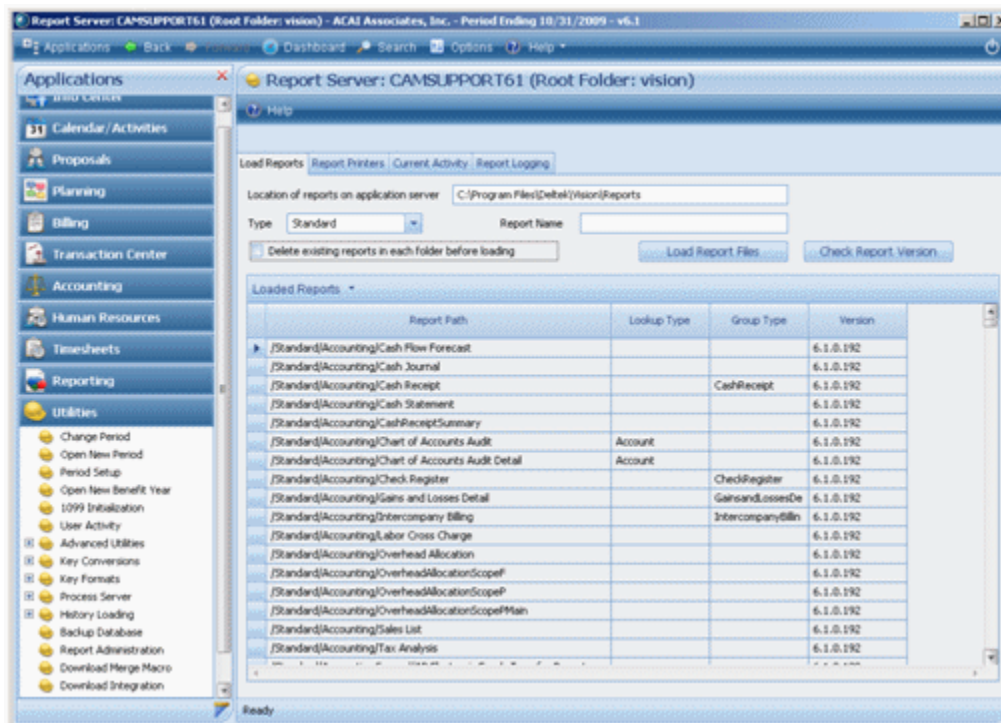 Report Server: CAMSUPPORT61 (Root Folder: vision) - ACAI Associates, Inc. - Period Ending 10/31/2009 - v6.1
Applications Back Forward Dashboard Search Options Help
Applications
Report Server: CAMSUPPORT61 (Root Folder: vision)
Info Center
Help
Calendar/Activities
Proposals
Planning
Billing
Transaction Center
Accounting
Human Resources
Timesheets
Reporting
Utilities
Change Period
Open New Period
Period Setup
Open New Benefit Year
1099 Initialization
User Activity
Advanced Utilities
Key Conversions
Key Formats
Process Server
History Loading
Backup Database
Report Administration
Download Merge Macro
Download Integration
Load Reports Report Printers Current Activity Report Logging
Location of reports on application server C:\Program Files\Deltek\Vision\Reports
Type Standard Report Name
Delete existing reports in each folder before loading Load Report Files Check Report Version
Loaded Reports
Report Path Lookup Type Group Type Version
/Standard/Accounting/Cash Flow Forecast 6.1.0.192
/Standard/Accounting/Cash Journal 6.1.0.192
/Standard/Accounting/Cash Receipt CashReceipt 6.1.0.192
/Standard/Accounting/Cash Statement 6.1.0.192
/Standard/Accounting/CashReceiptSummary 6.1.0.192
/Standard/Accounting/Chart of Accounts Audit Account 6.1.0.192
/Standard/Accounting/Chart of Accounts Audit Detail Account 6.1.0.192
/Standard/Accounting/Check Register CheckRegister 6.1.0.192
/Standard/Accounting/Gains and Losses Detail GainsandLossesDe 6.1.0.192
/Standard/Accounting/Intercompany Billing IntercompanyBillin 6.1.0.192
/Standard/Accounting/Labor Cross Charge 6.1.0.192
/Standard/Accounting/Overhead Allocation 6.1.0.192
/Standard/Accounting/OverheadAllocationScopeF 6.1.0.192
/Standard/Accounting/OverheadAllocationScopeP 6.1.0.192
/Standard/Accounting/OverheadAllocationScopePMain 6.1.0.192
/Standard/Accounting/Sales List 6.1.0.192
/Standard/Accounting/Tax Analysis 6.1.0.192
Ready